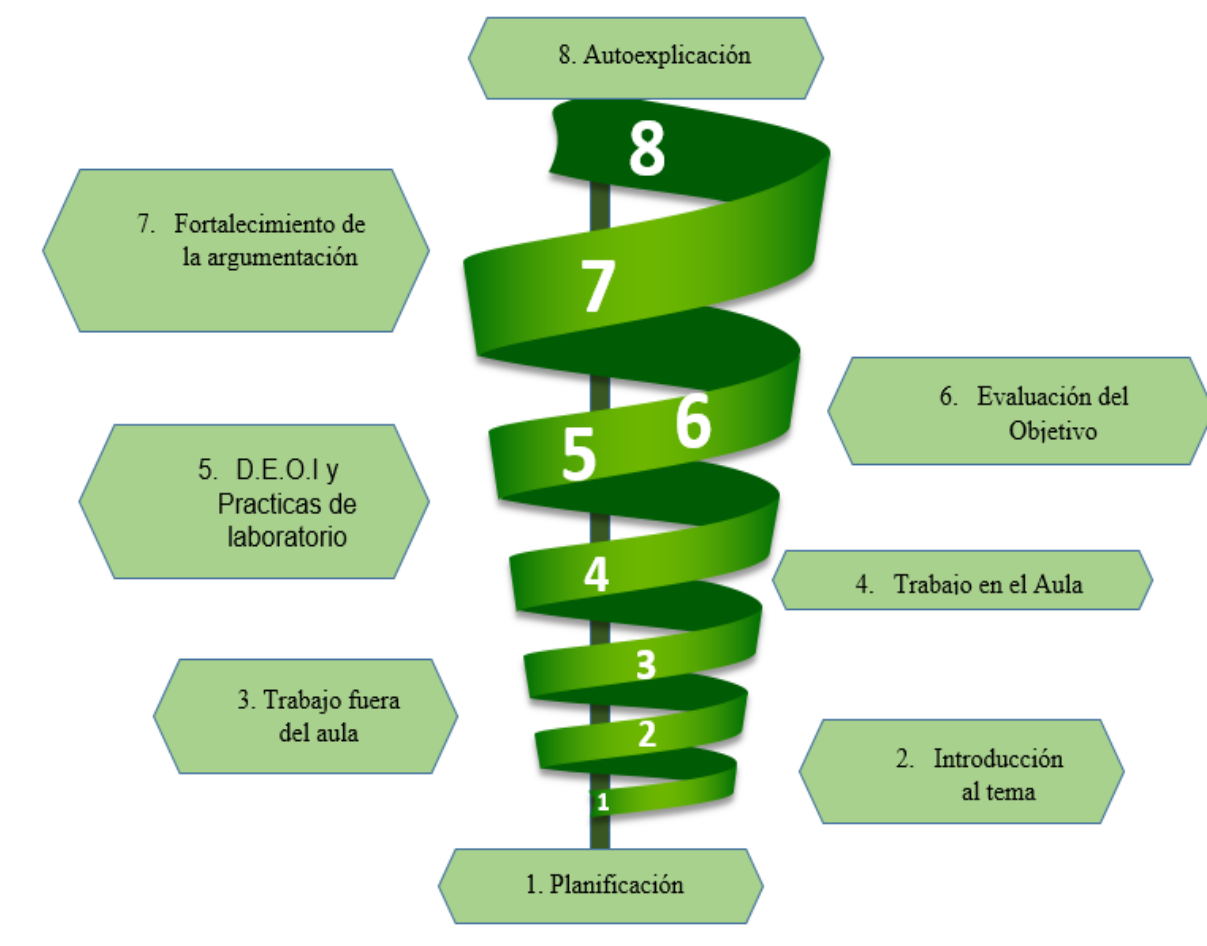 8. Autoexplicación
8
7. Fortalecimiento de
la argumentación
7
6. Evaluación del
Objetivo
6
5
5. D.E.O.I y
Practicas de
laboratorio
4
4. Trabajo en el Aula
3
3. Trabajo fuera
del aula
2
2. Introducción
al tema
1
1. Planificación